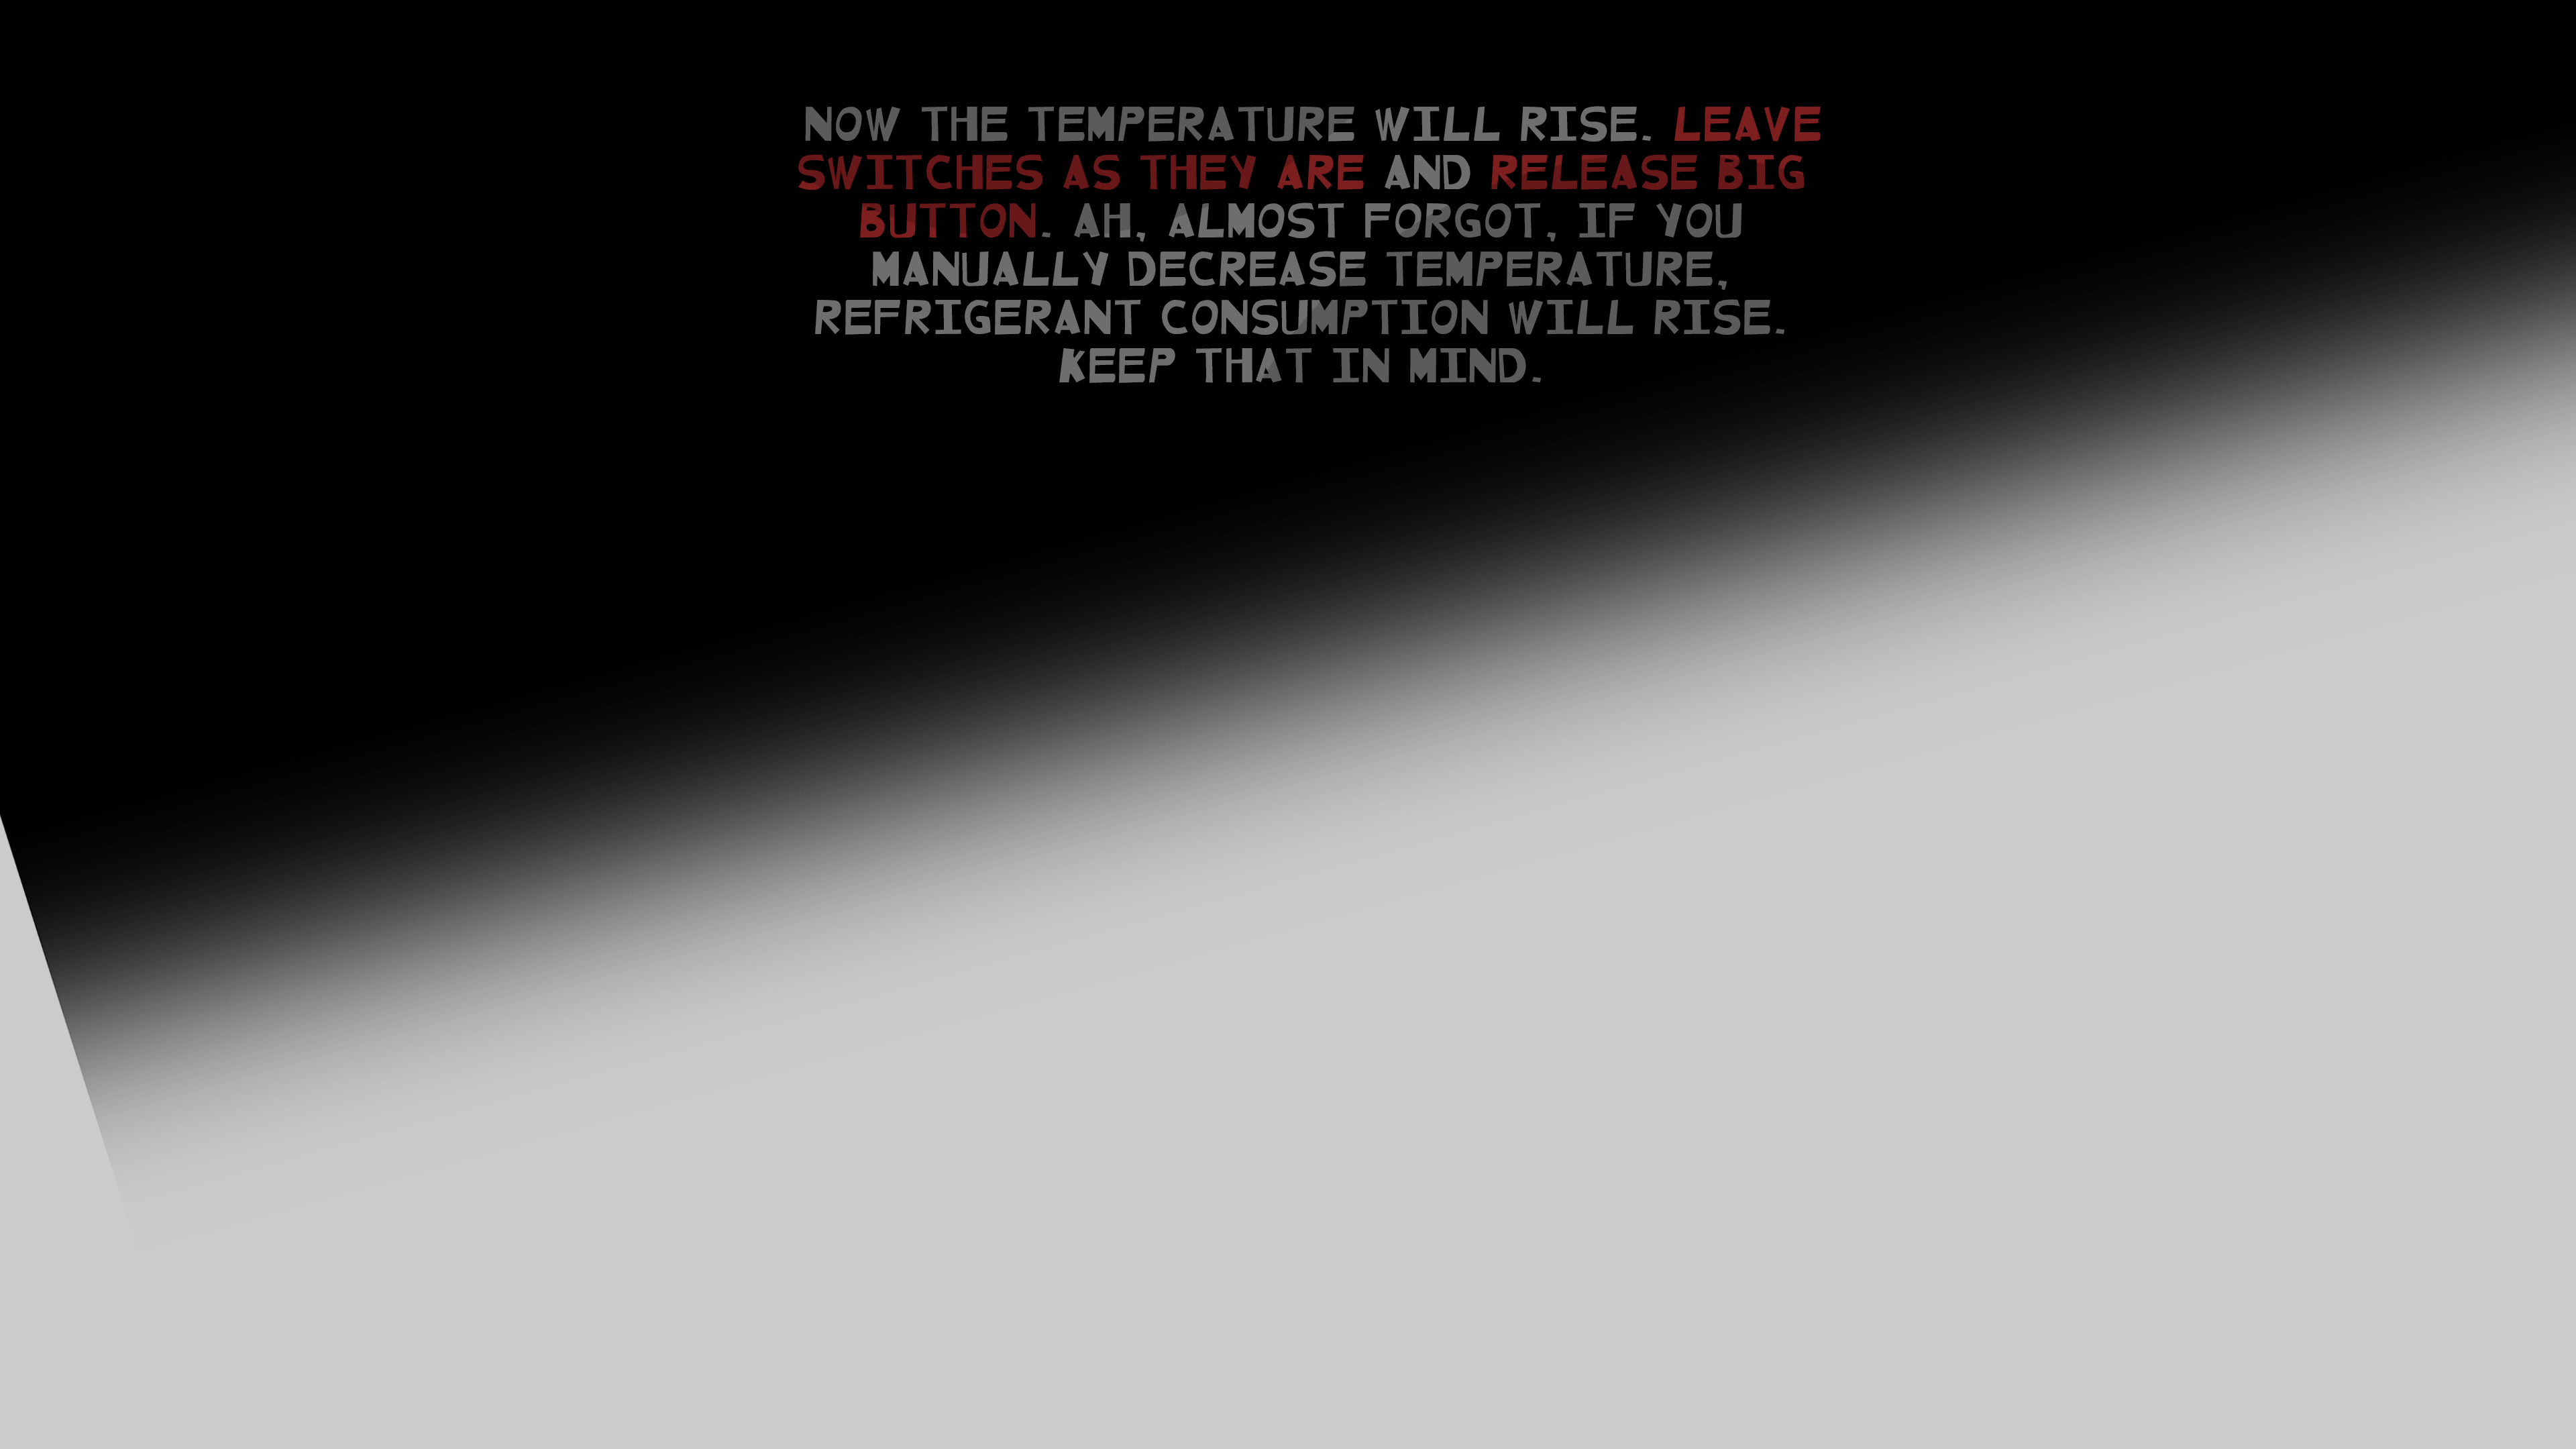 NOW THE TEMPERATURE WILL RISE. LEAVE
SWITCHES AS THEY ARE AND RELEASE BIG
BUTTON. AH, ALMOST FORGOT, IF YOU
MANUALLY DECREASE TEMPERATURE,
REFRIGERANT CONSUMPTION WILL RISE.
KEEP THAT IN MIND.